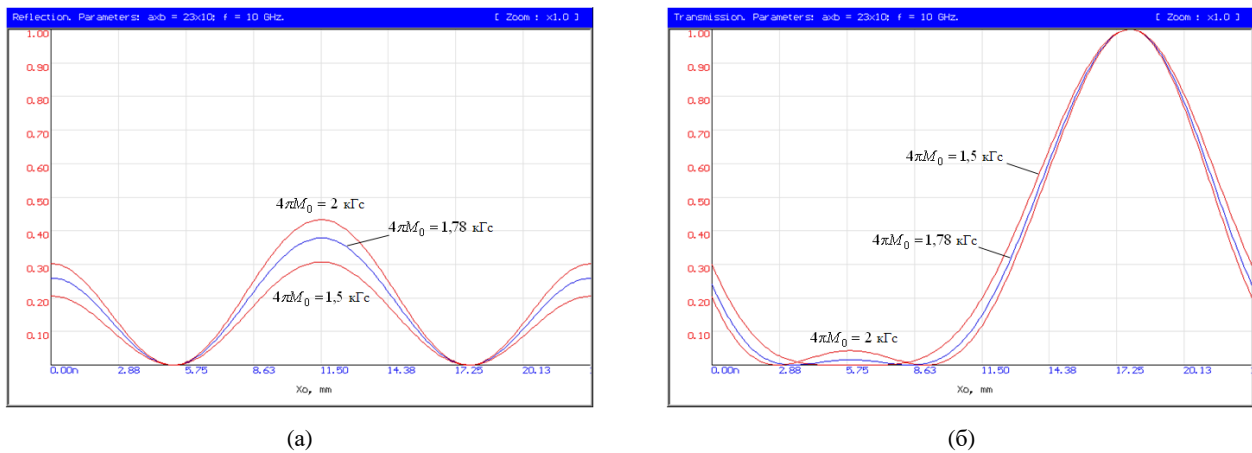 Reflection. Parameters: axb = 23x10; f = 10 GHz. [ Zoom : x1.0 ]
1.00
0.90
0.80
0.70
0.60
0.50
0.40
0.30
0.20
0.10
4πM₀ = 2 кГс
4πM₀ = 1,78 кГс
4πM₀ = 1,5 кГс
0.00n 2.88 5.75 8.63 11.50 14.38 17.25 20.13
Xo, mm
(а)
Transmission. Parameters: axb = 23x10; f = 10 GHz. [ Zoom : x1.0 ]
1.00
0.90
0.80
0.70
0.60
0.50
0.40
0.30
0.20
0.10
4πM₀ = 1,5 кГс
4πM₀ = 1,78 кГс
4πM₀ = 2 кГс
0.00n 2.88 5.75 8.63 11.50 14.38 17.25 20.13
Xo, mm
(б)